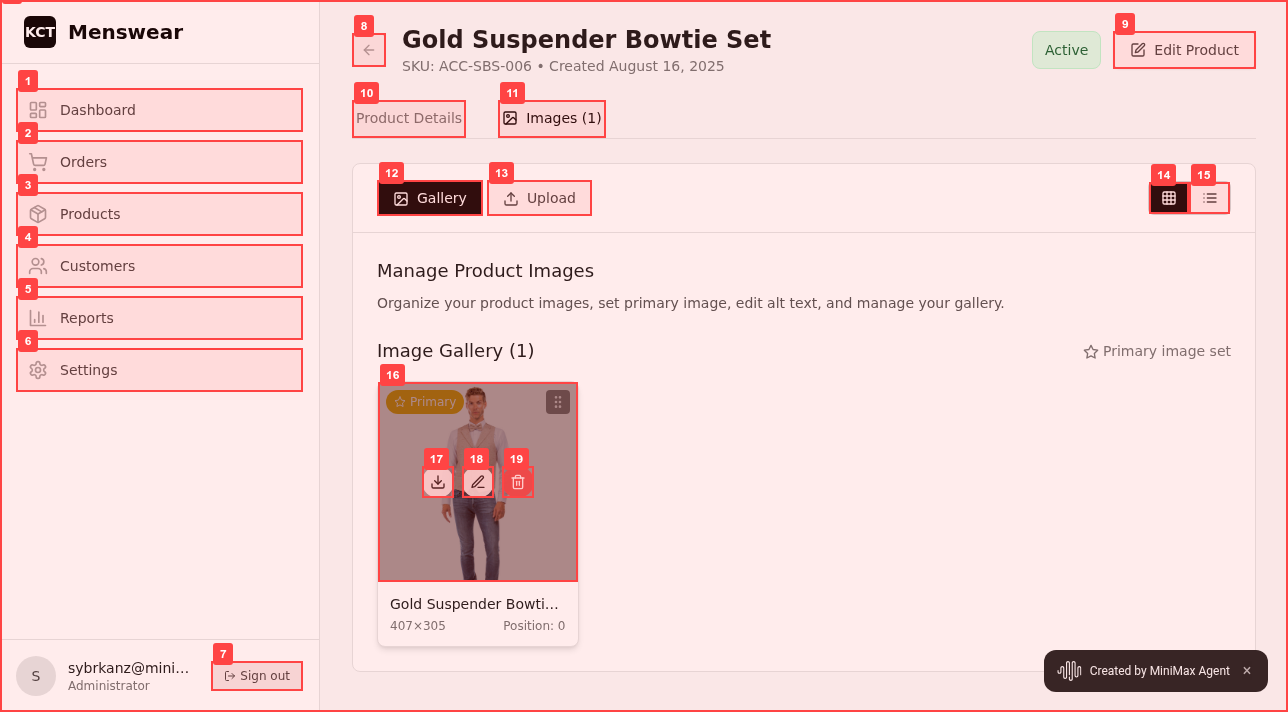 KCT Menswear
1
Dashboard
2
Orders
3
Products
4
Customers
5
Reports
6
Settings
S
sybrkanz@mini...
Administrator
7
Sign out
8
Gold Suspender Bowtie Set
SKU: ACC-SBS-006 • Created August 16, 2025
Active
9
Edit Product
10
Product Details
11
Images (1)
12
Gallery
13
Upload
14
15
Manage Product Images
Organize your product images, set primary image, edit alt text, and manage your gallery.
Image Gallery (1)
Primary image set
16
Primary
17
18
19
Gold Suspender Bowti...
407×305
Position: 0
Created by MiniMax Agent ×